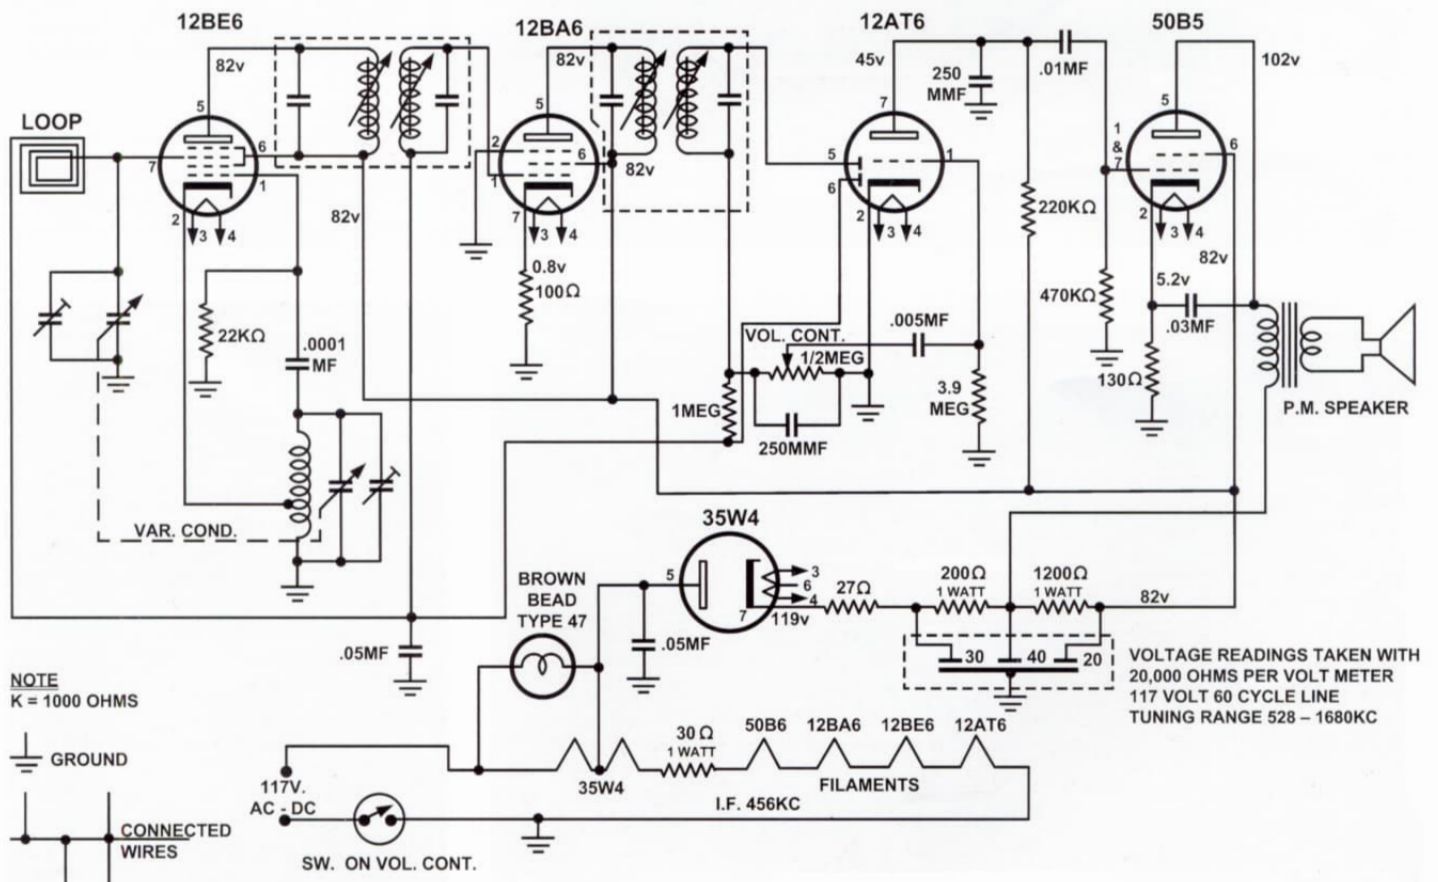 12BE6
12BA6
12AT6
50B5
LOOP
82v
5
7
6
1
2
3
4
82v
22KΩ
.0001
MF
VAR. COND.
82v
5
2
1
6
7
3
4
82v
0.8v
100Ω
45v
7
5
6
1
2
3
4
250
MMF
.01MF
220KΩ
470KΩ
102v
5
1
&
7
6
2
3
4
82v
5.2v
.03MF
130Ω
P.M. SPEAKER
VOL. CONT.
1/2MEG
.005MF
1MEG
250MMF
3.9
MEG
35W4
5
3
6
4
7
119v
27Ω
200Ω
1 WATT
1200Ω
1 WATT
82v
30
40
20
BROWN
BEAD
TYPE 47
.05MF
.05MF
VOLTAGE READINGS TAKEN WITH
20,000 OHMS PER VOLT METER
117 VOLT 60 CYCLE LINE
TUNING RANGE 528 – 1680KC
NOTE
K = 1000 OHMS
GROUND
CONNECTED
WIRES
117V.
AC - DC
SW. ON VOL. CONT.
35W4
30 Ω
1 WATT
50B6
12BA6
12BE6
12AT6
FILAMENTS
I.F. 456KC